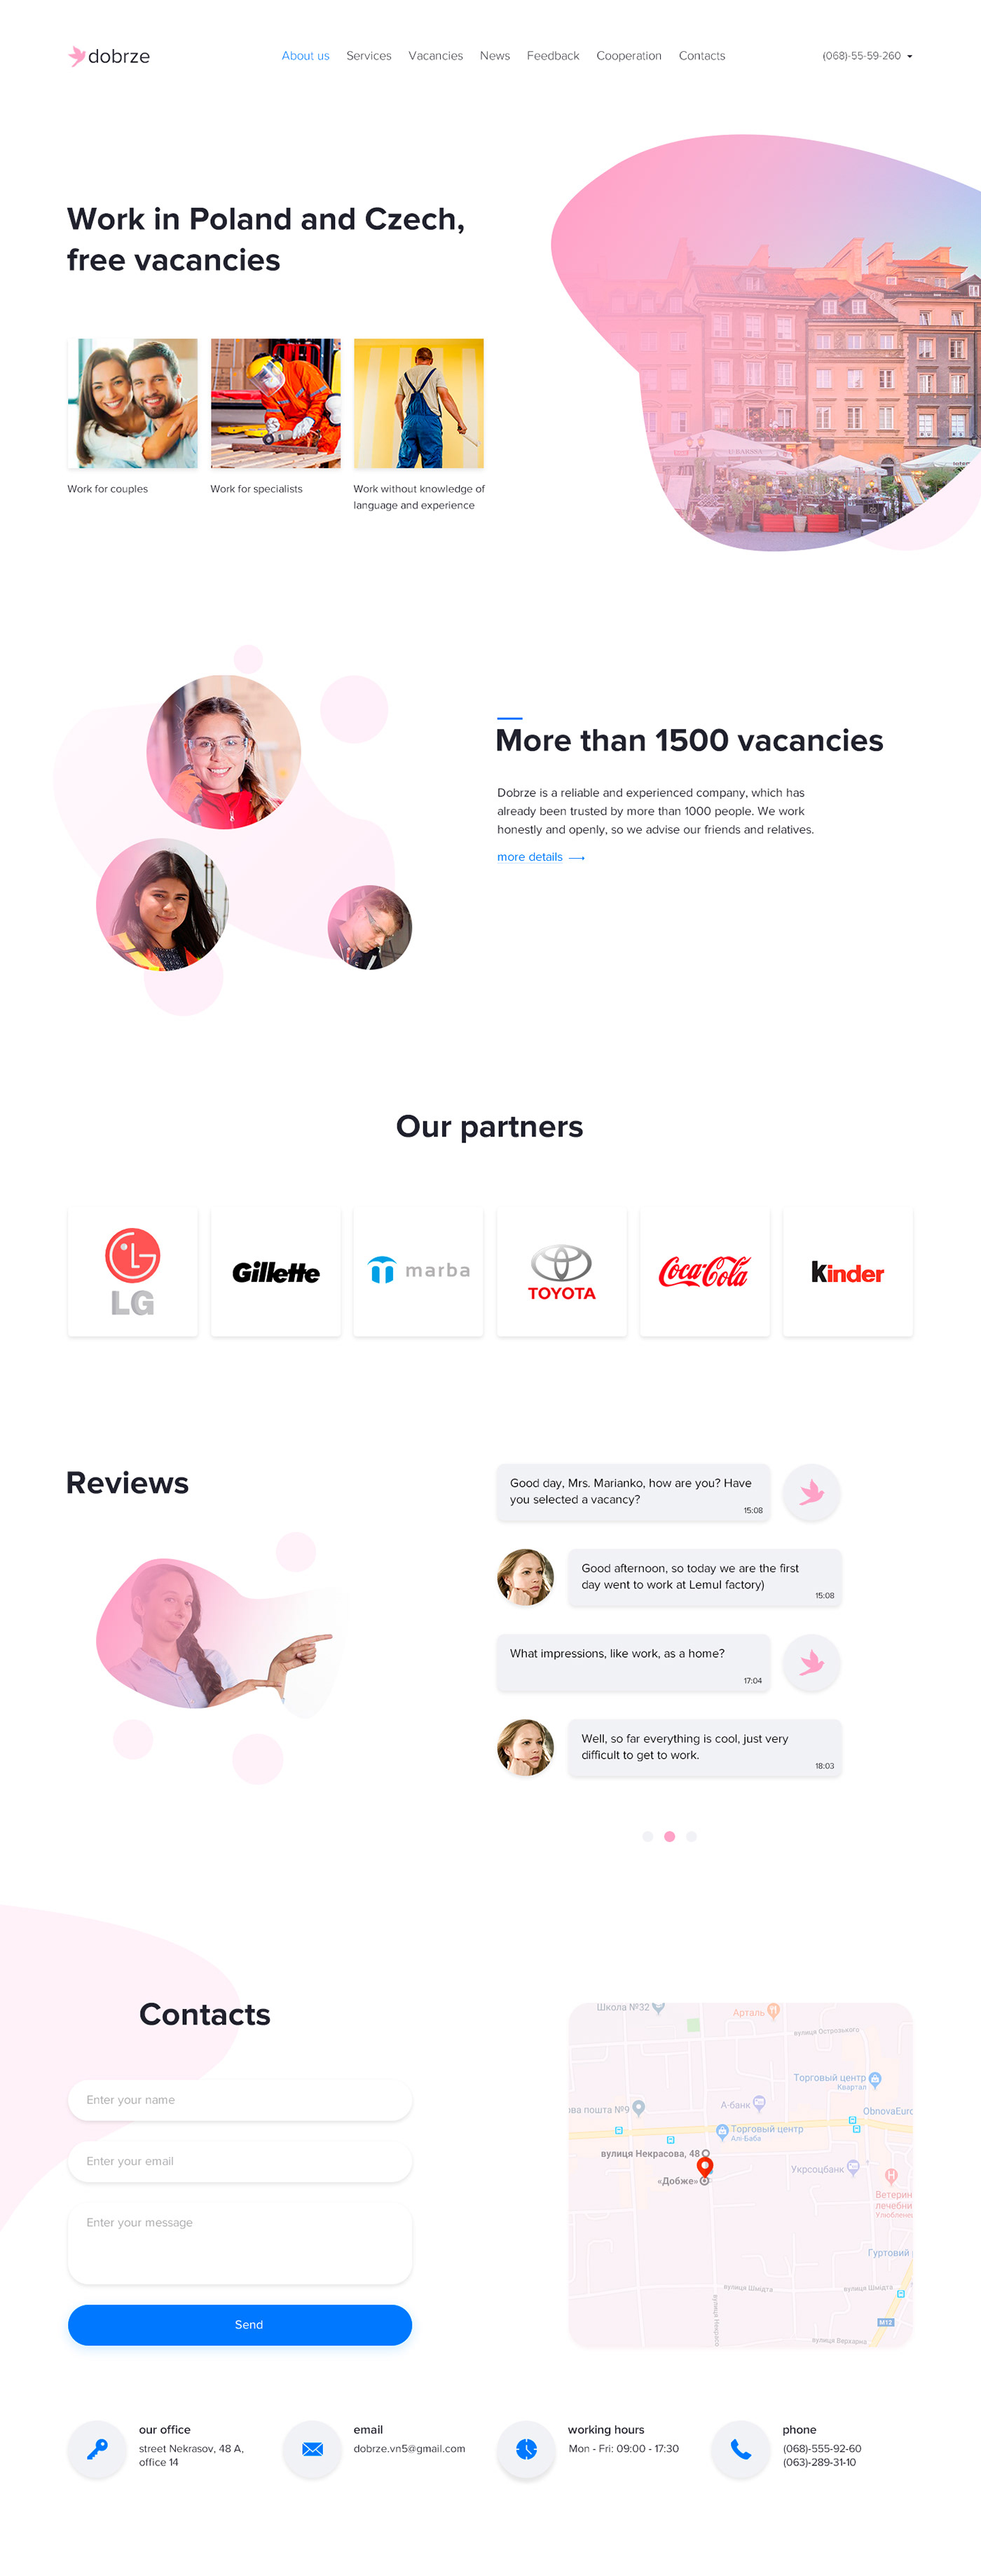 dobrze
About us Services Vacancies News Feedback Cooperation Contacts
(068)-55-59-260
Work in Poland and Czech,
free vacancies
Work for couples
Work for specialists
Work without knowledge of
language and experience
More than 1500 vacancies
Dobrze is a reliable and experienced company, which has
already been trusted by more than 1000 people. We work
honestly and openly, so we advise our friends and relatives.
more details
Our partners
LG
Gillette
marba
TOYOTA
Coca-Cola
kinder
Reviews
Good day, Mrs. Marianko, how are you? Have
you selected a vacancy?
15:08
Good afternoon, so today we are the first
day went to work at Lemul factory)
15:08
What impressions, like work, as a home?
17:04
Well, so far everything is cool, just very
difficult to get to work.
18:03
Contacts
Enter your name
Enter your email
Enter your message
Send
Школа №32
Арталь
вулиця Острозького
Торговый центр
Квартал
ова пошта №9
А-банк
ObnovaEuro
Торговый центр
Алі-Баба
вулиця Некрасова, 48
Укрсоцбанк
«Добже»
Ветерин
лечебни
Улюбленец
Гуртовий
вулиця Шмідта
вулиця Шмідта
М12
вулиця Верхарна
our office
street Nekrasov, 48 A,
office 14
email
dobrze.vn5@gmail.com
working hours
Mon - Fri: 09:00 - 17:30
phone
(068)-555-92-60
(063)-289-31-10